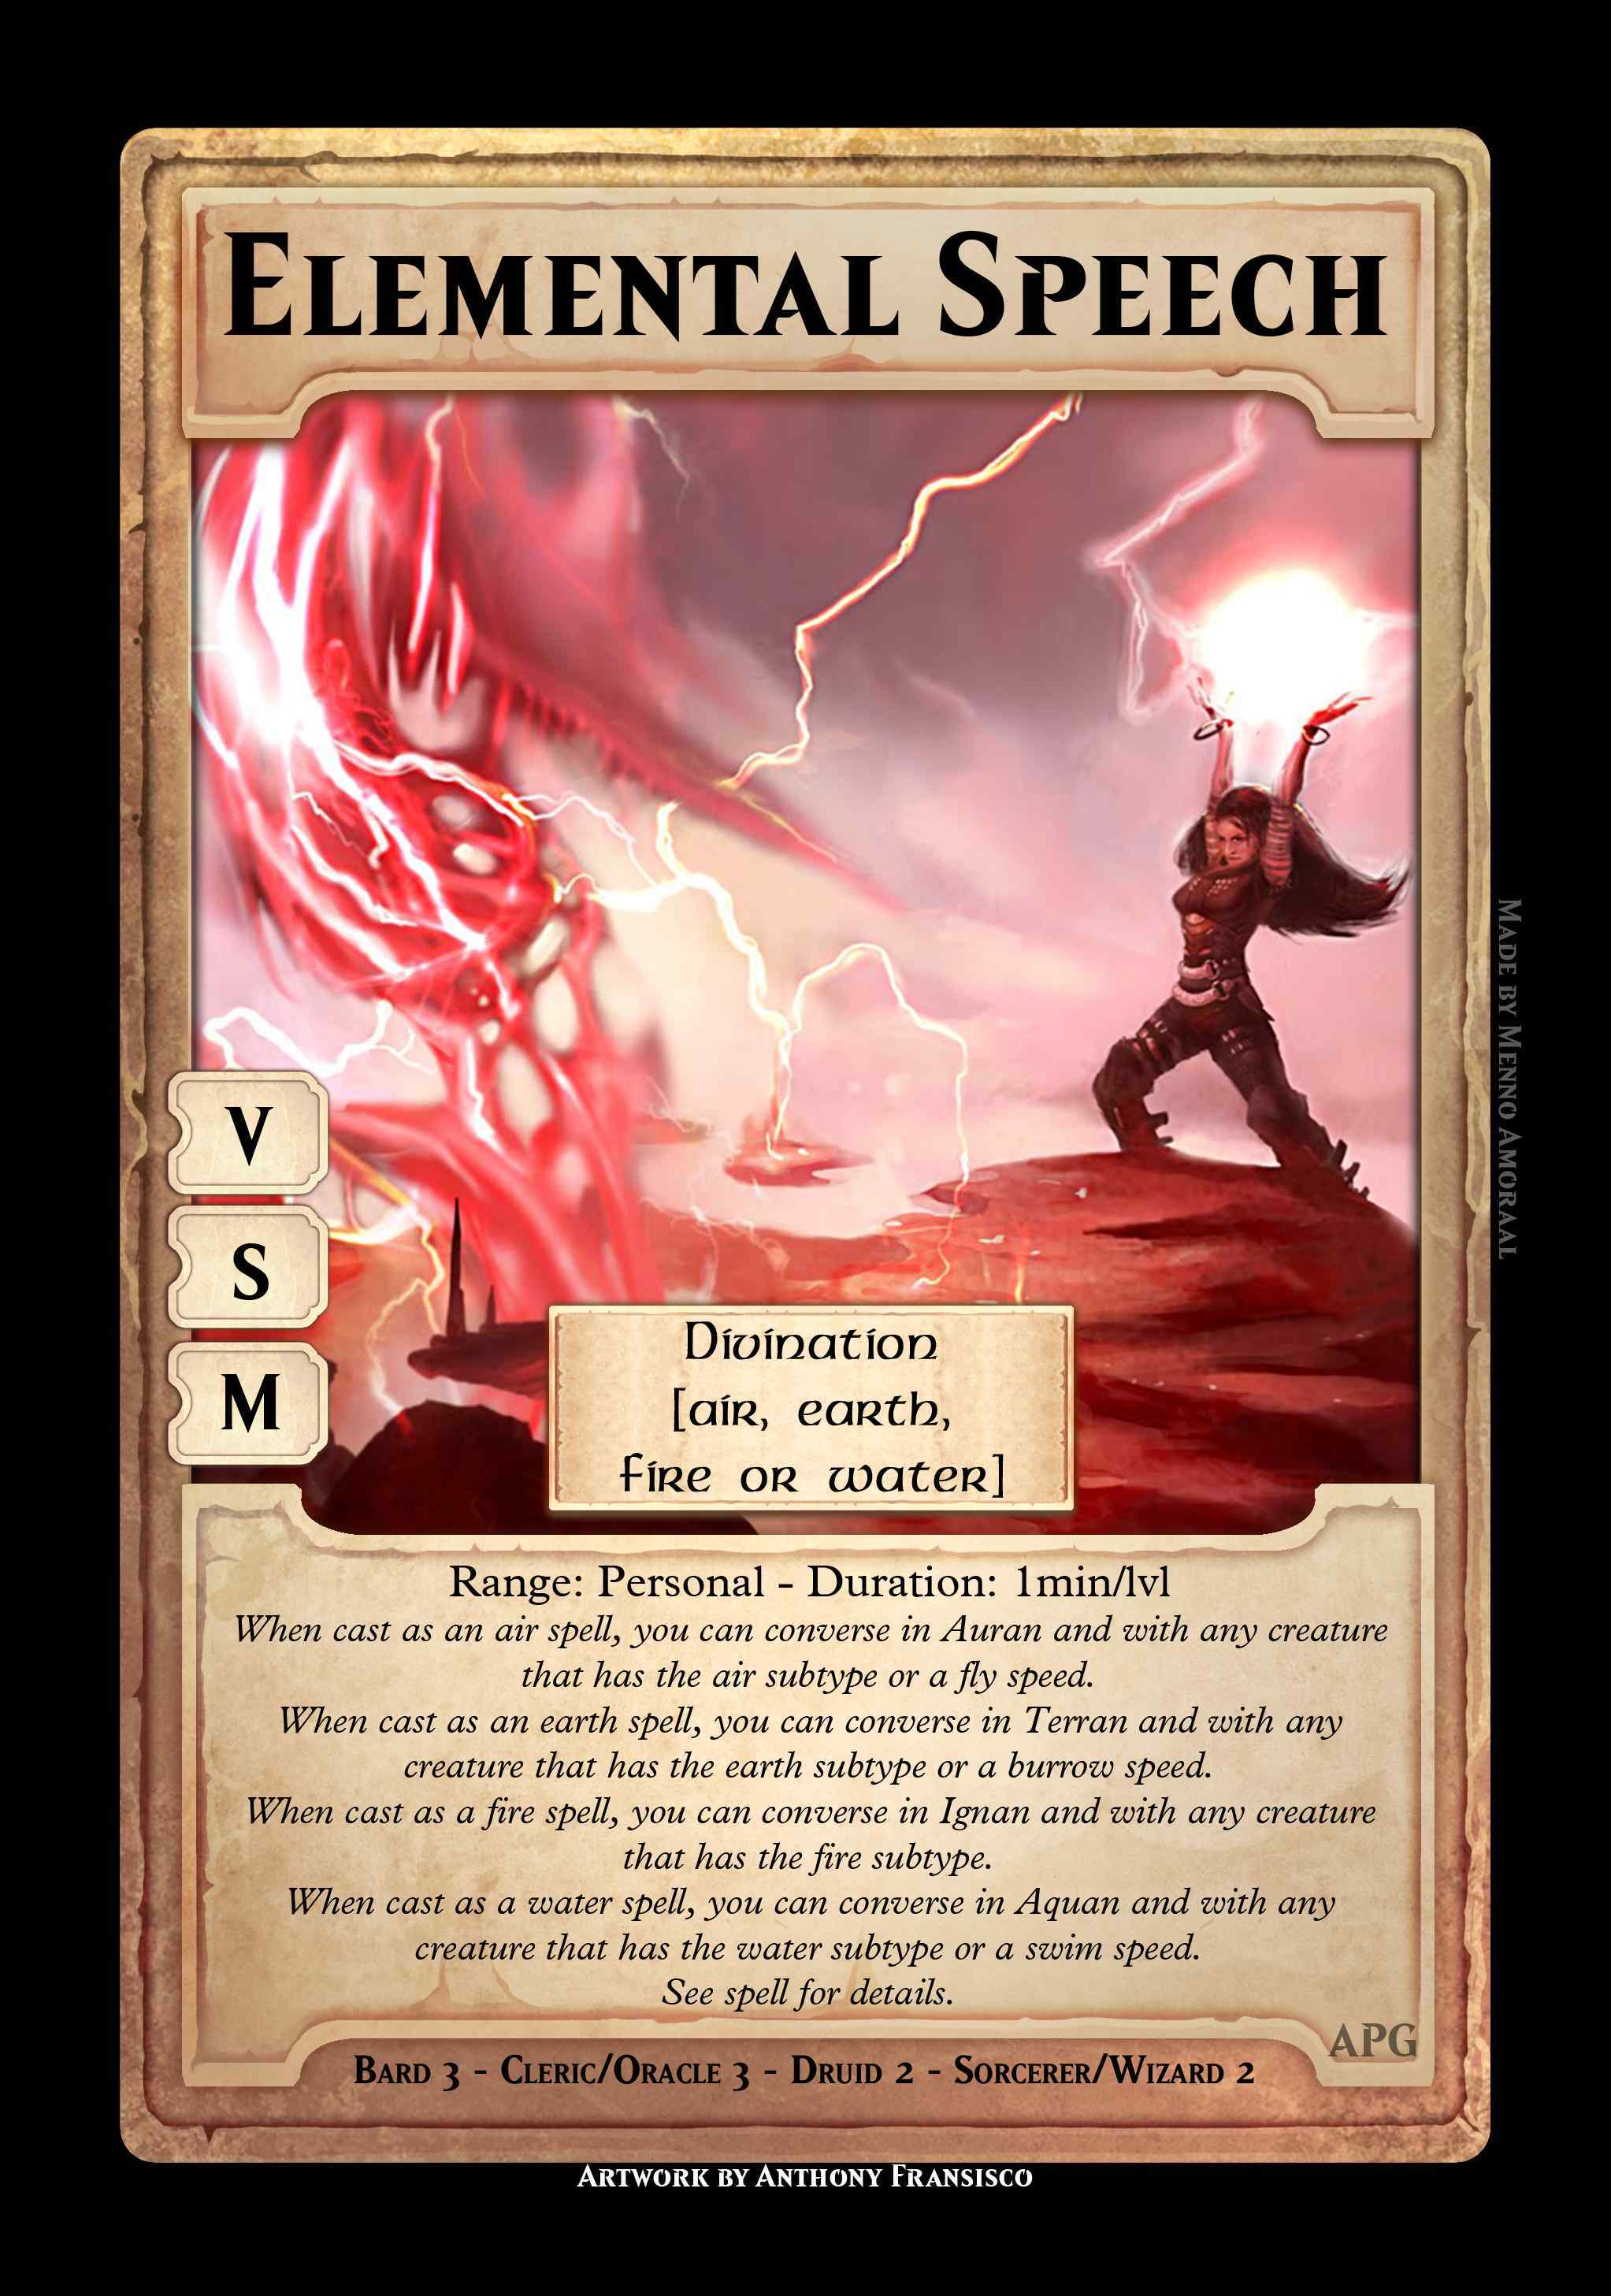 Elemental Speech
V
S
M
Divination
[air, earth,
fire or water]
Range: Personal - Duration: 1min/lvl
When cast as an air spell, you can converse in Auran and with any creature
that has the air subtype or a fly speed.
When cast as an earth spell, you can converse in Terran and with any
creature that has the earth subtype or a burrow speed.
When cast as a fire spell, you can converse in Ignan and with any creature
that has the fire subtype.
When cast as a water spell, you can converse in Aquan and with any
creature that has the water subtype or a swim speed.
See spell for details.
APG
Bard 3 - Cleric/Oracle 3 - Druid 2 - Sorcerer/Wizard 2
Artwork by Anthony Fransisco
Made by Menno Amoraal